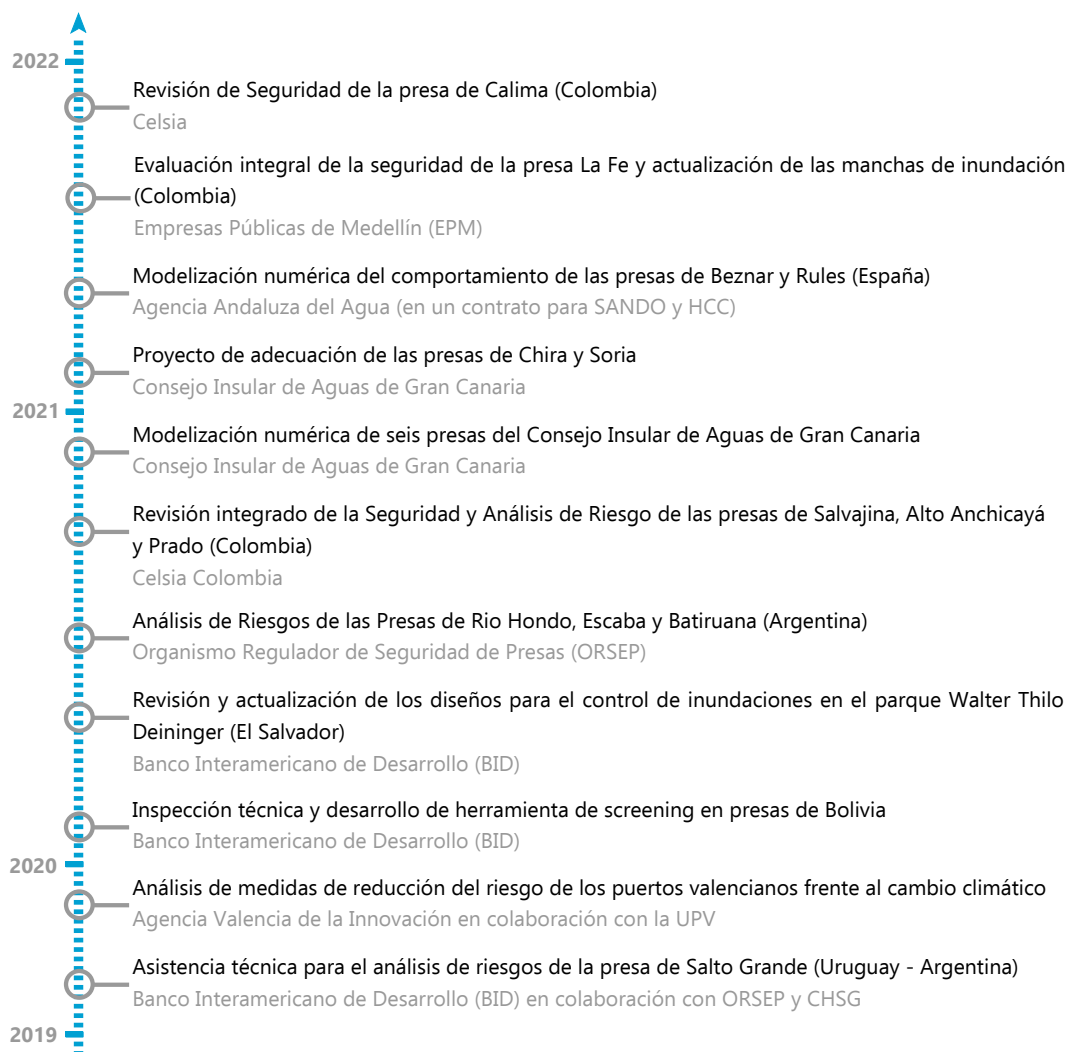 2022
Revisión de Seguridad de la presa de Calima (Colombia)
Celsia
Evaluación integral de la seguridad de la presa La Fe y actualización de las manchas de inundación
(Colombia)
Empresas Públicas de Medellín (EPM)
Modelización numérica del comportamiento de las presas de Beznar y Rules (España)
Agencia Andaluza del Agua (en un contrato para SANDO y HCC)
Proyecto de adecuación de las presas de Chira y Soria
Consejo Insular de Aguas de Gran Canaria
2021
Modelización numérica de seis presas del Consejo Insular de Aguas de Gran Canaria
Consejo Insular de Aguas de Gran Canaria
Revisión integrado de la Seguridad y Análisis de Riesgo de las presas de Salvajina, Alto Anchicayá
y Prado (Colombia)
Celsia Colombia
Análisis de Riesgos de las Presas de Rio Hondo, Escaba y Batiruana (Argentina)
Organismo Regulador de Seguridad de Presas (ORSEP)
Revisión y actualización de los diseños para el control de inundaciones en el parque Walter Thilo
Deininger (El Salvador)
Banco Interamericano de Desarrollo (BID)
Inspección técnica y desarrollo de herramienta de screening en presas de Bolivia
Banco Interamericano de Desarrollo (BID)
2020
Análisis de medidas de reducción del riesgo de los puertos valencianos frente al cambio climático
Agencia Valencia de la Innovación en colaboración con la UPV
Asistencia técnica para el análisis de riesgos de la presa de Salto Grande (Uruguay - Argentina)
Banco Interamericano de Desarrollo (BID) en colaboración con ORSEP y CHSG
2019